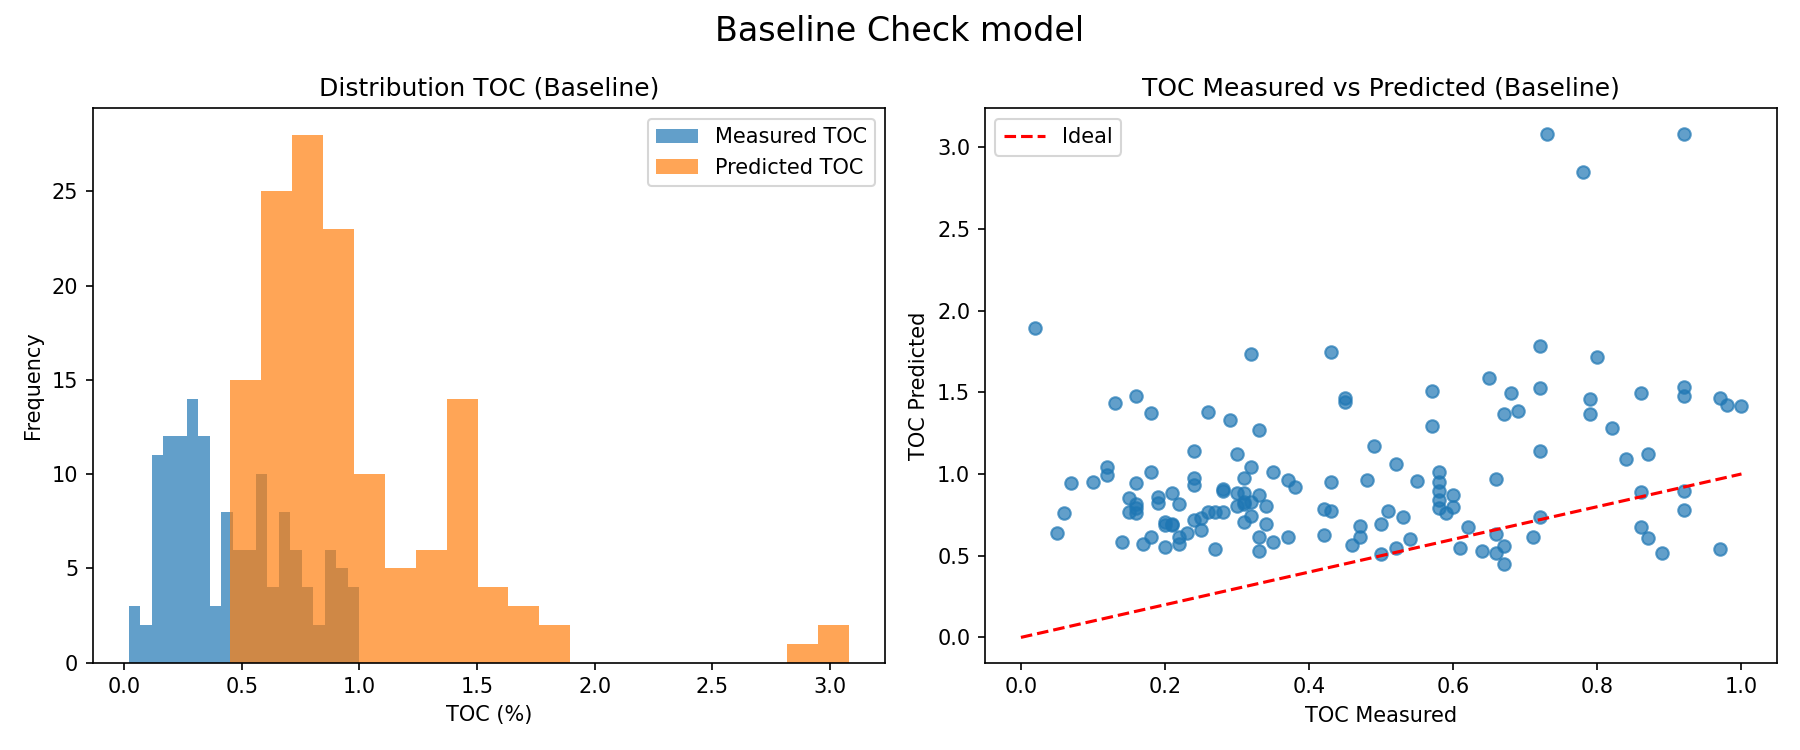 Baseline Check model
Distribution TOC (Baseline)
Measured TOC
Predicted TOC
Frequency
25
20
15
10
5
0
0.0 0.5 1.0 1.5 2.0 2.5 3.0
TOC (%)
TOC Measured vs Predicted (Baseline)
Ideal
TOC Predicted
3.0
2.5
2.0
1.5
1.0
0.5
0.0
0.0 0.2 0.4 0.6 0.8 1.0
TOC Measured